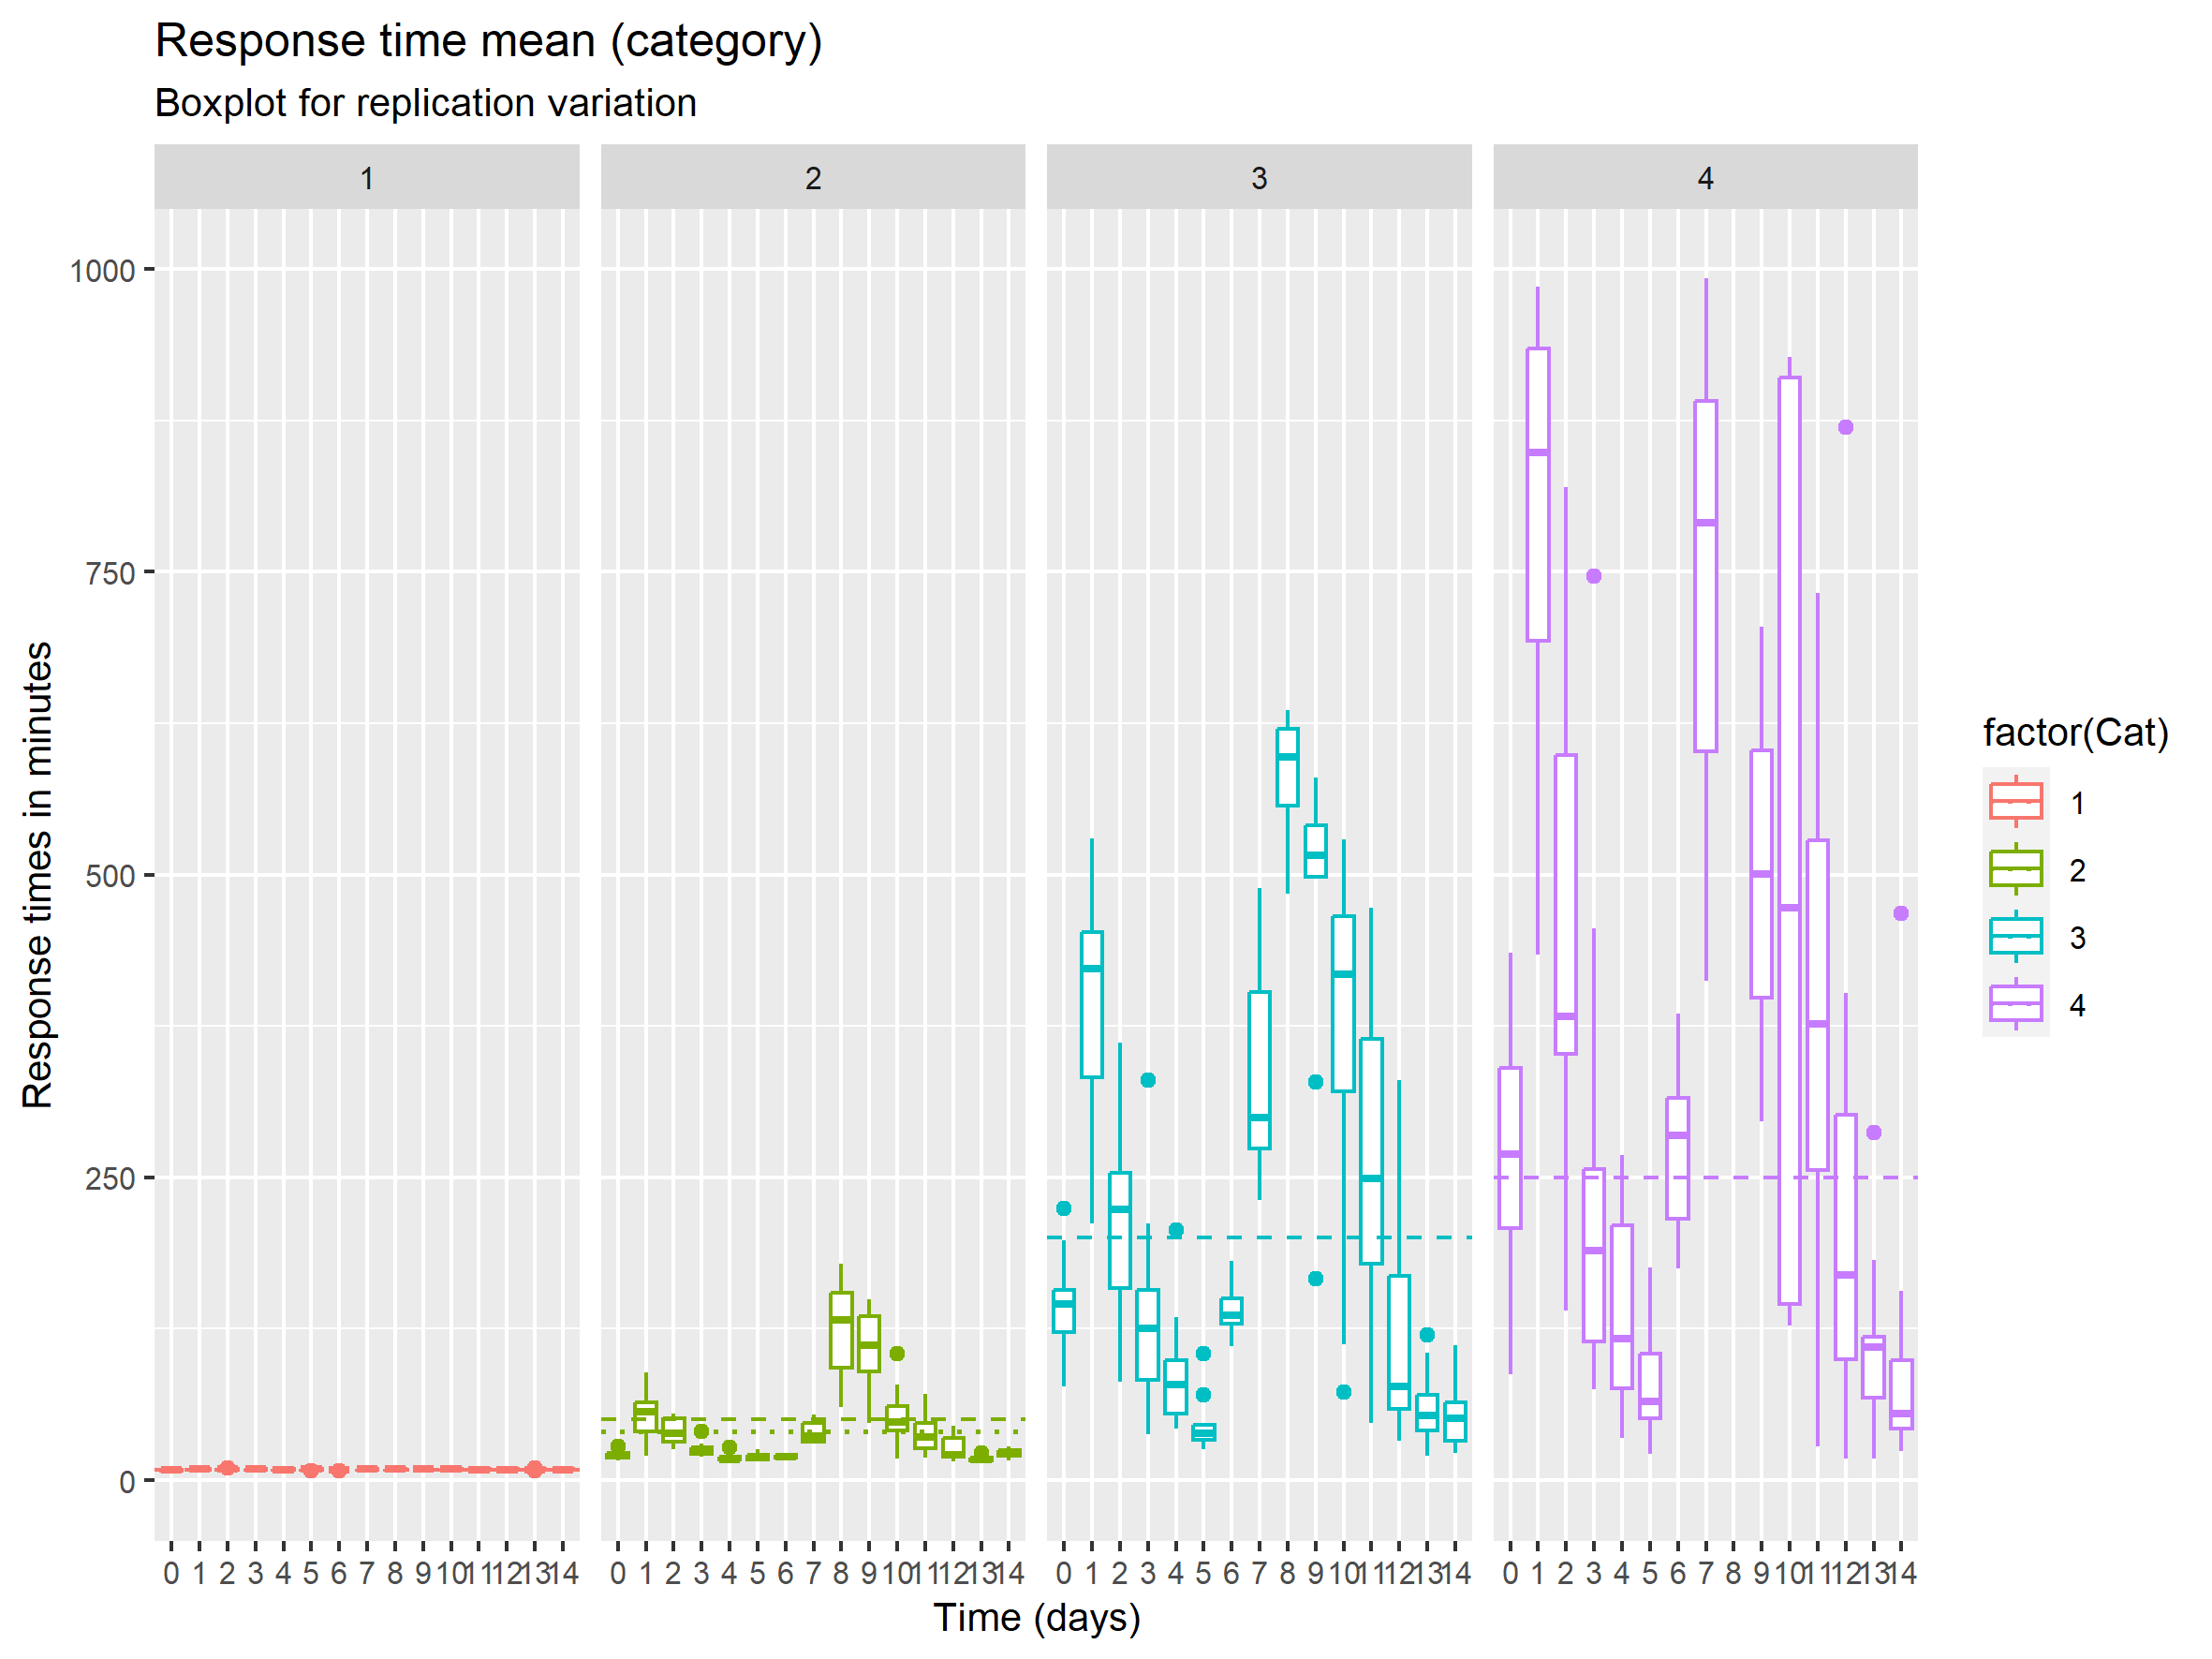 Response time mean (category)
Boxplot for replication variation
1 2 3 4
1000
750
500
250
0
Response times in minutes
0 1 2 3 4 5 6 7 8 9 10 11 12 13 14
0 1 2 3 4 5 6 7 8 9 10 11 12 13 14
0 1 2 3 4 5 6 7 8 9 10 11 12 13 14
0 1 2 3 4 5 6 7 8 9 10 11 12 13 14
Time (days)
factor(Cat)
1
2
3
4